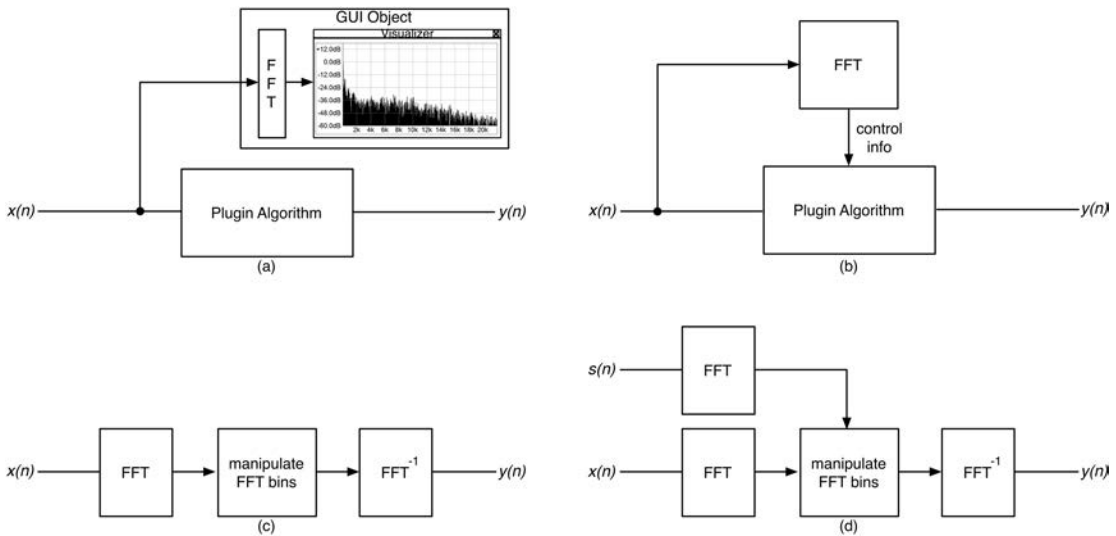 GUI Object
Visualizer
F
F
T
+12.0dB
0.0dB
-12.0dB
-24.0dB
-36.0dB
-48.0dB
-60.0dB
2k 4k 6k 8k 10k 12k 14k 16k 18k 20k
x(n)
Plugin Algorithm
y(n)
(a)
FFT
control
info
x(n)
Plugin Algorithm
y(n)
(b)
x(n)
FFT
manipulate
FFT bins
FFT-1
y(n)
(c)
s(n)
FFT
x(n)
FFT
manipulate
FFT bins
FFT-1
y(n)
(d)